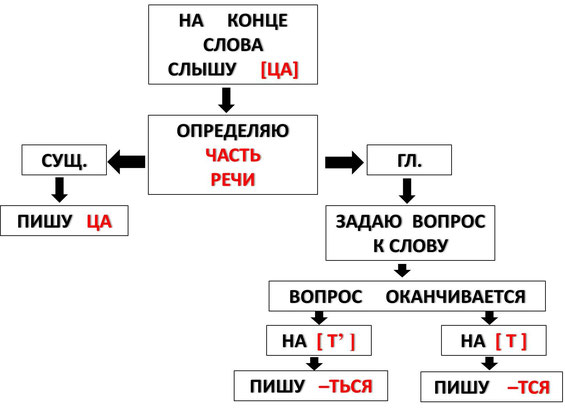 НА КОНЦЕ
СЛОВА
СЛЫШУ [ЦА]
ОПРЕДЕЛЯЮ
ЧАСТЬ
РЕЧИ
СУЩ.
ГЛ.
ПИШУ ЦА
ЗАДАЮ ВОПРОС
К СЛОВУ
ВОПРОС ОКАНЧИВАЕТСЯ
НА [ Т’ ]
НА [ Т ]
ПИШУ –ТЬСЯ
ПИШУ –ТСЯ